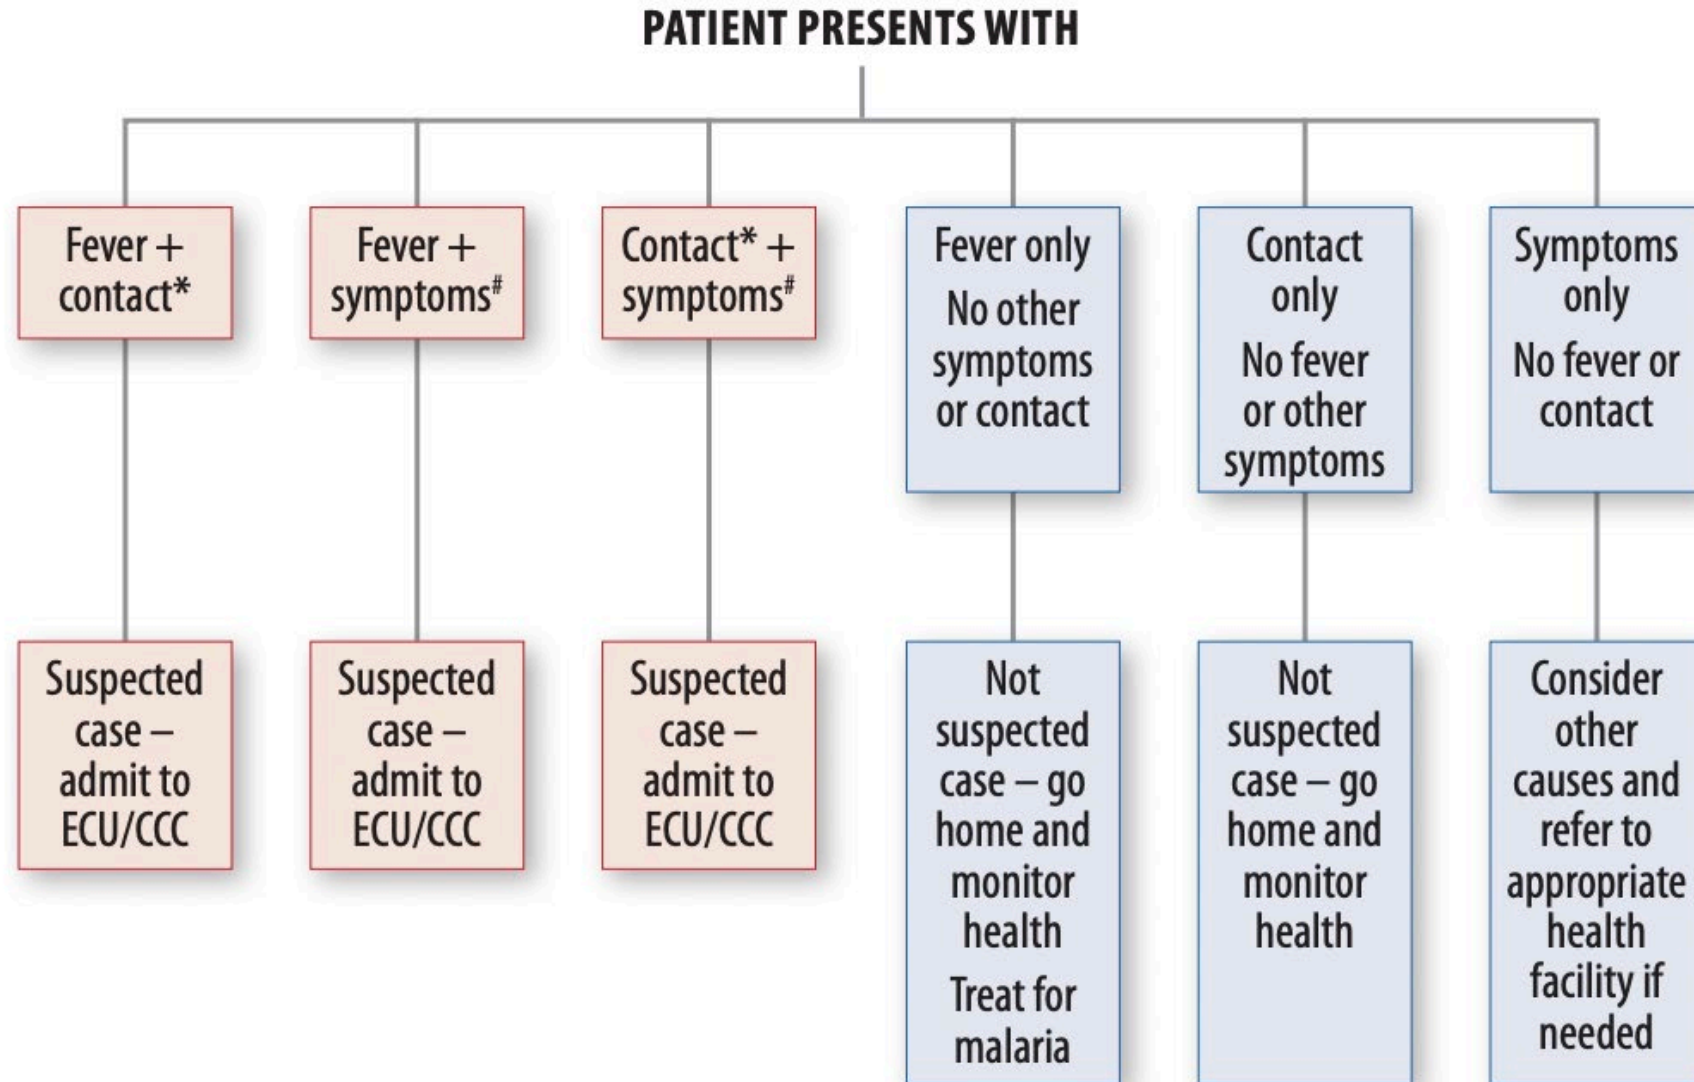 PATIENT PRESENTS WITH
Fever +
contact*
Fever +
symptoms#
Contact* +
symptoms#
Fever only
No other
symptoms
or contact
Contact
only
No fever
or other
symptoms
Symptoms
only
No fever or
contact
Suspected
case –
admit to
ECU/CCC
Suspected
case –
admit to
ECU/CCC
Suspected
case –
admit to
ECU/CCC
Not
suspected
case – go
home and
monitor
health
Treat for
malaria
Not
suspected
case – go
home and
monitor
health
Consider
other
causes and
refer to
appropriate
health
facility if
needed